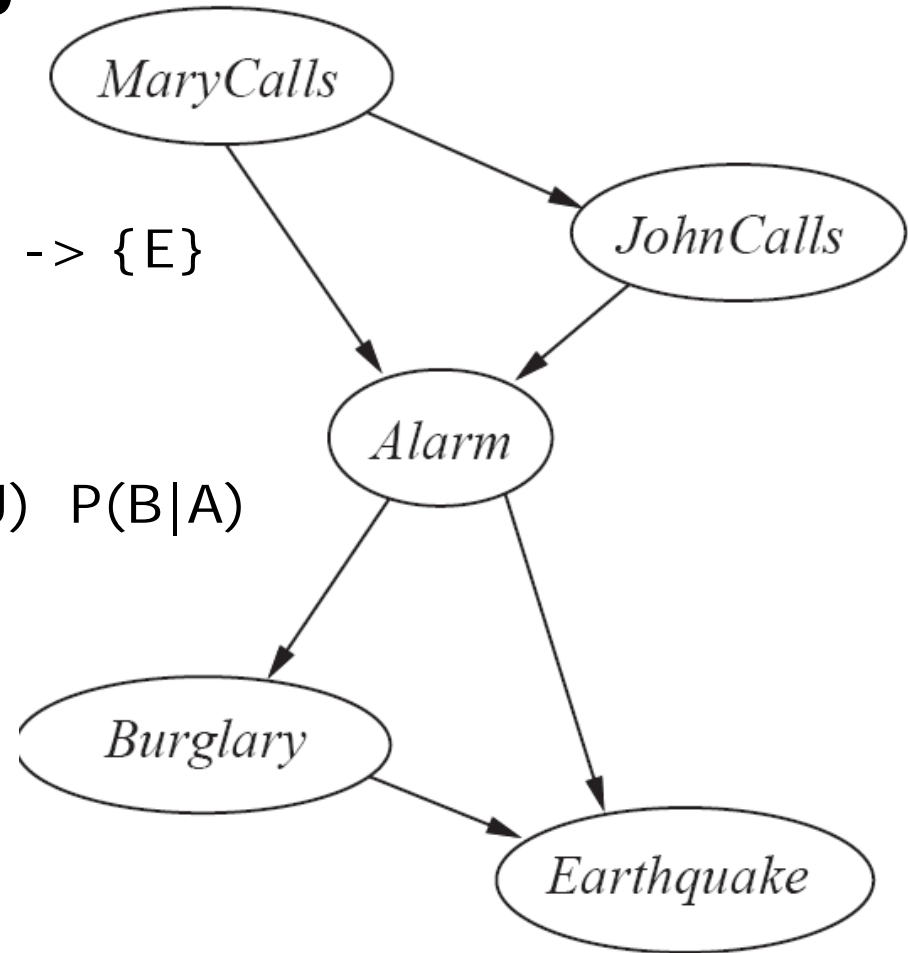 MaryCalls
JohnCalls
-> {E}
Alarm
) P(B|A)
Burglary
Earthquake